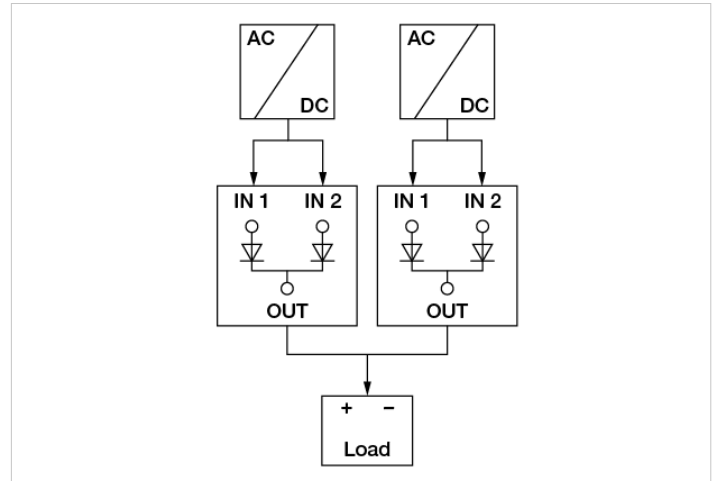 AC AC
DC DC
IN 1 IN 2 IN 1 IN 2
OUT OUT
+ −
Load